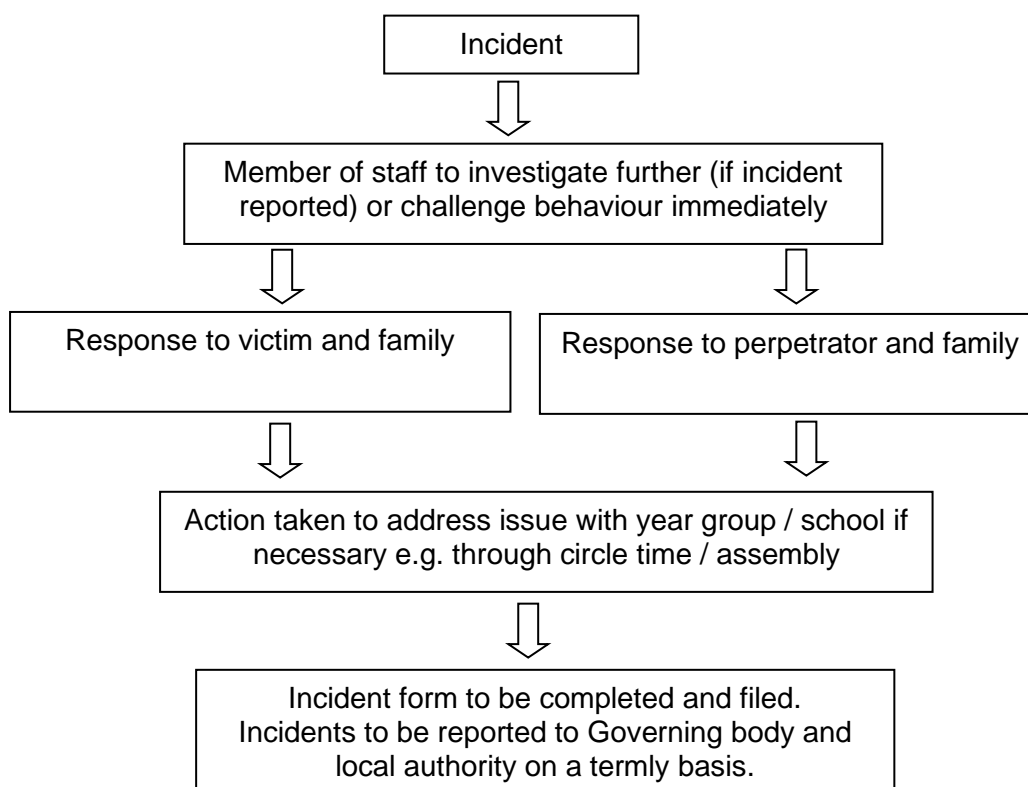 Incident
Member of staff to investigate further (if incident
reported) or challenge behaviour immediately
Response to victim and family
Response to perpetrator and family
Action taken to address issue with year group / school if
necessary e.g. through circle time / assembly
Incident form to be completed and filed.
Incidents to be reported to Governing body and
local authority on a termly basis.